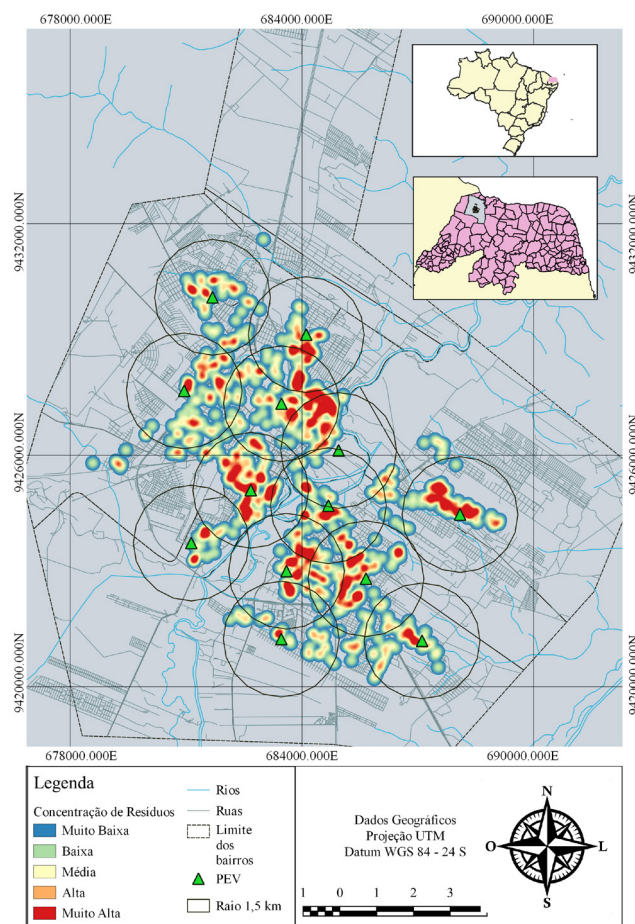 678000.000E 684000.000E 690000.000E
9432000.000N
9432000.000N
9426000.000N
9426000.000N
9420000.000N
9420000.000N
678000.000E 684000.000E 690000.000E
Legenda
Concentração de Resíduos
Muito Baixa
Baixa
Média
Alta
Muito Alta
Rios
Ruas
Limite
dos
bairros
PEV
Raio 1,5 km
Dados Geográficos
Projeção UTM
Datum WGS 84 - 24 S
1 0 1 2 3
N
O L
S